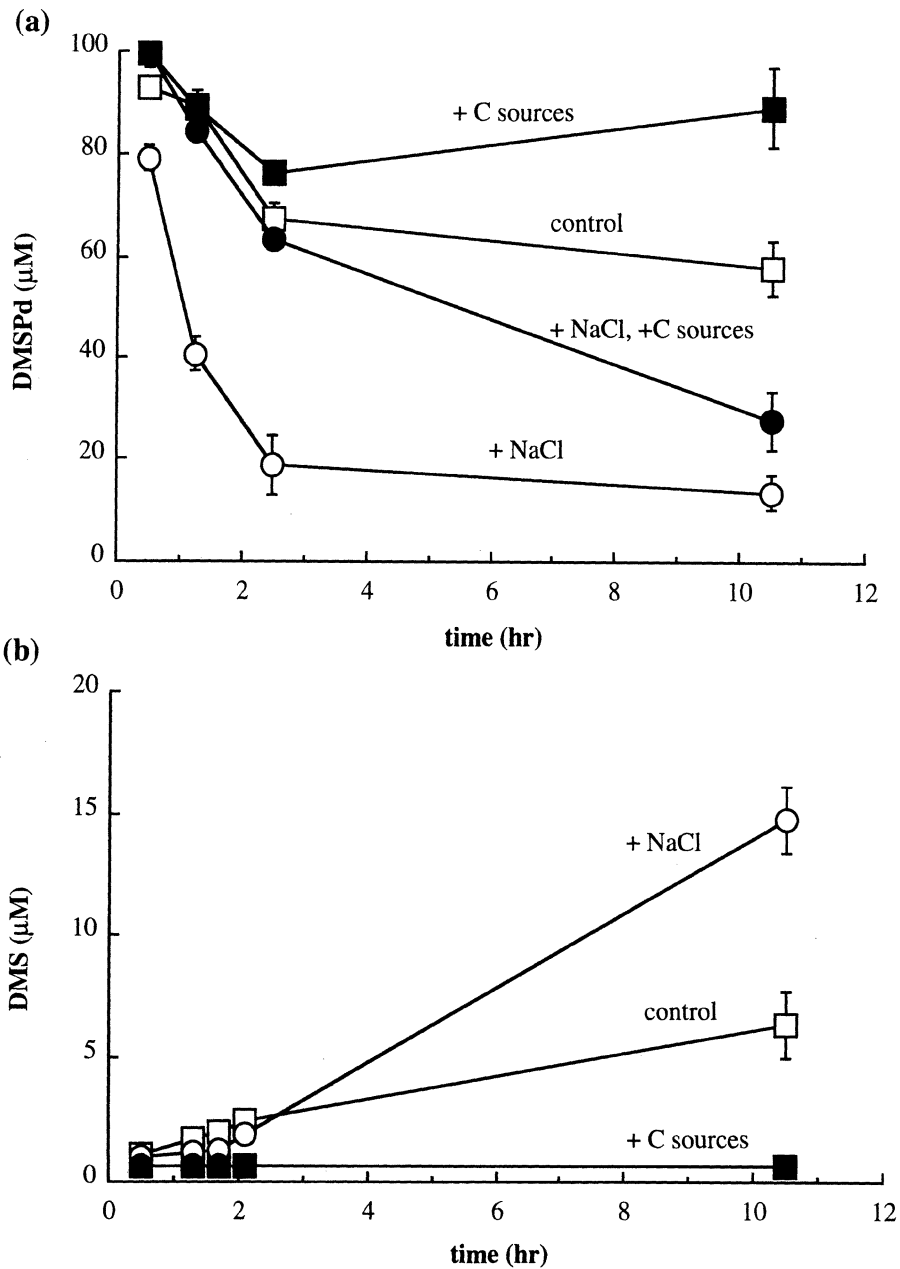 (a)
100
80
60
40
20
0
DMSPd (µM)
+ C sources
control
+ NaCl, +C sources
+ NaCl
0 2 4 6 8 10 12
time (hr)
(b)
20
15
10
5
0
DMS (µM)
+ NaCl
control
+ C sources
0 2 4 6 8 10 12
time (hr)